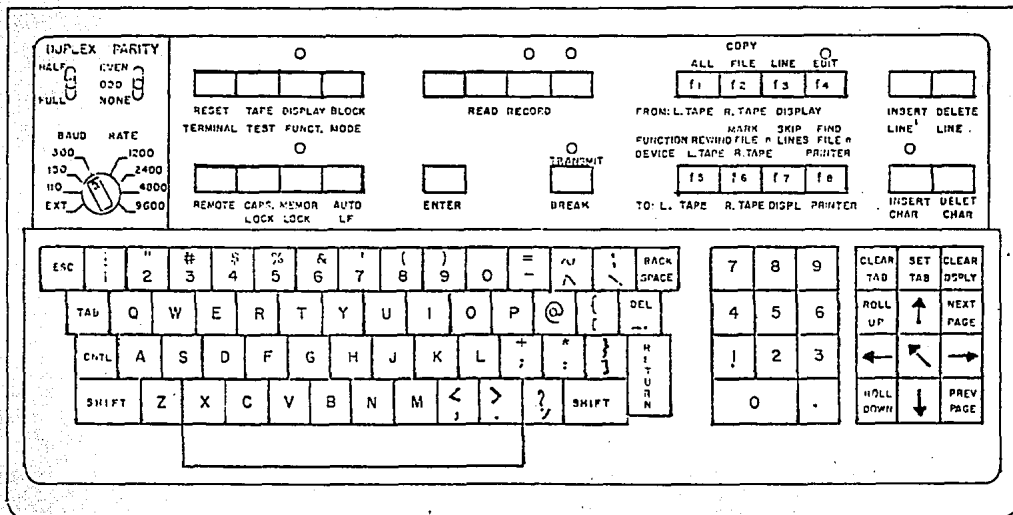 DUPLEX PARITY
HALF EVEN
ODD
FULL NONE
BAUD RATE
300 1200
150 2400
110 4800
EXT 9600
RESET TAPE DISPLAY BLOCK
TERMINAL TEST FUNCT. MODE
REMOTE CAPS. MEMOR AUTO
LOCK LOCK LF
READ RECORD
ENTER
TRANSMIT
BREAK
COPY
ALL FILE LINE EDIT
f1 f2 f3 f4
FROM: L. TAPE R. TAPE DISPLAY
MARK SKIP FIND
FUNCTION REWIND FILE n LINES FILE n
DEVICE L.TAPE R.TAPE PRINTER
f5 f6 f7 f8
TO: L. TAPE R. TAPE DISPL PRINTER
INSERT DELETE
LINE LINE
INSERT DELET
CHAR CHAR
ESC " # $ % & ' ( ) =
2 3 4 5 6 7 8 9 0 - ^ \ BACK SPACE
TAB Q W E R T Y U I O P @ { [ DEL _
CNTL A S D F G H J K L + ; * : } ] RETURN
SHIFT Z X C V B N M < , > . ? / SHIFT
7 8 9
4 5 6
! 2 3
0 .
CLEAR TAB SET TAB CLEAR DSPLY
ROLL UP NEXT PAGE
ROLL DOWN PREV PAGE